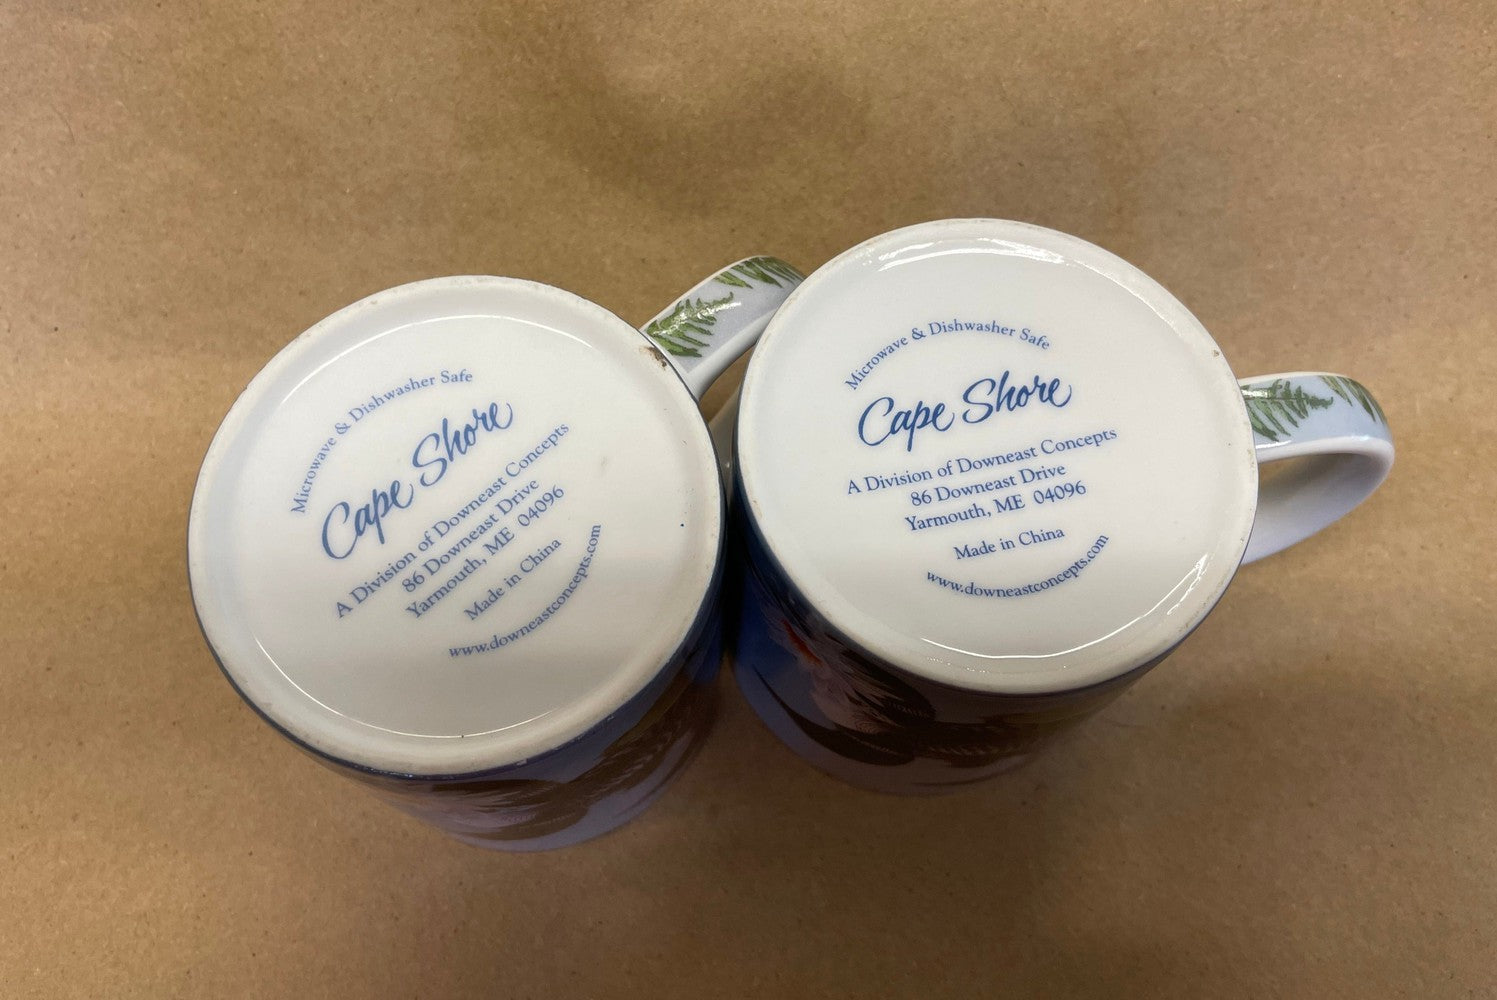 Microwave & Dishwasher Safe
Cape Shore
A Division of Downeast Concepts
86 Downeast Drive
Yarmouth, ME 04096
Made in China
www.downeastconcepts.com
Microwave & Dishwasher Safe
Cape Shore
A Division of Downeast Concepts
86 Downeast Drive
Yarmouth, ME 04096
Made in China
www.downeastconcepts.com